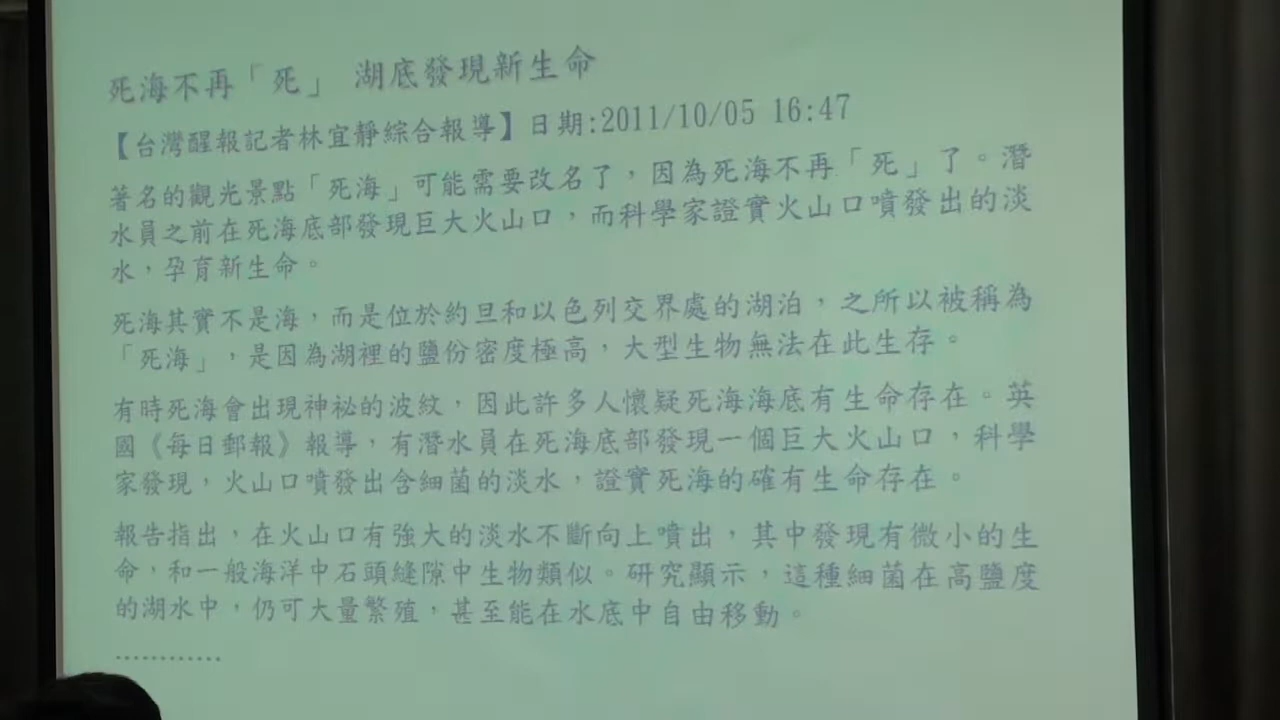 死海不再「死」 湖底發現新生命
【台灣醒報記者林宜靜綜合報導】日期:2011/10/05 16:47
著名的觀光景點「死海」可能需要改名了，因為死海不再「死」了。潛
水員之前在死海底部發現巨大火山口，而科學家證實火山口噴發出的淡
水，孕育新生命。
死海其實不是海，而是位於約旦和以色列交界處的湖泊，之所以被稱為
「死海」，是因為湖裡的鹽份密度極高，大型生物無法在此生存。
有時死海會出現神祕的波紋，因此許多人懷疑死海海底有生命存在。英
國《每日郵報》報導，有潛水員在死海底部發現一個巨大火山口，科學
家發現，火山口噴發出含細菌的淡水，證實死海的確有生命存在。
報告指出，在火山口有強大的淡水不斷向上噴出，其中發現有微小的生
命，和一般海洋中石頭縫隙中生物類似。研究顯示，這種細菌在高鹽度
的湖水中，仍可大量繁殖，甚至能在水底中自由移動。
............